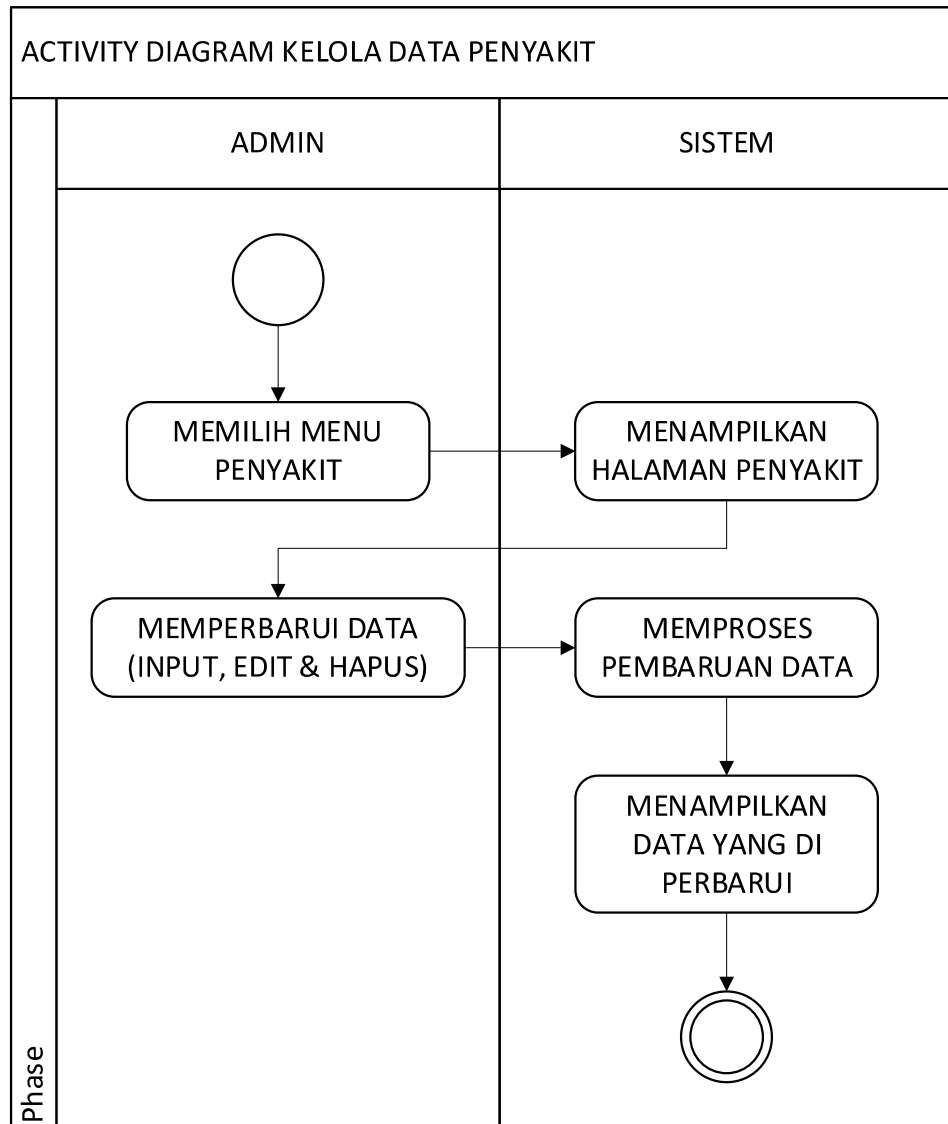 ACTIVITY DIAGRAM KELOLA DATA PENYAKIT
ADMIN
SISTEM
MEMILIH MENU
PENYAKIT
MENAMPILKAN
HALAMAN PENYAKIT
MEMPERBARUI DATA
(INPUT, EDIT & HAPUS)
MEMPROSES
PEMBARUAN DATA
MENAMPILKAN
DATA YANG DI
PERBARUI
Phase